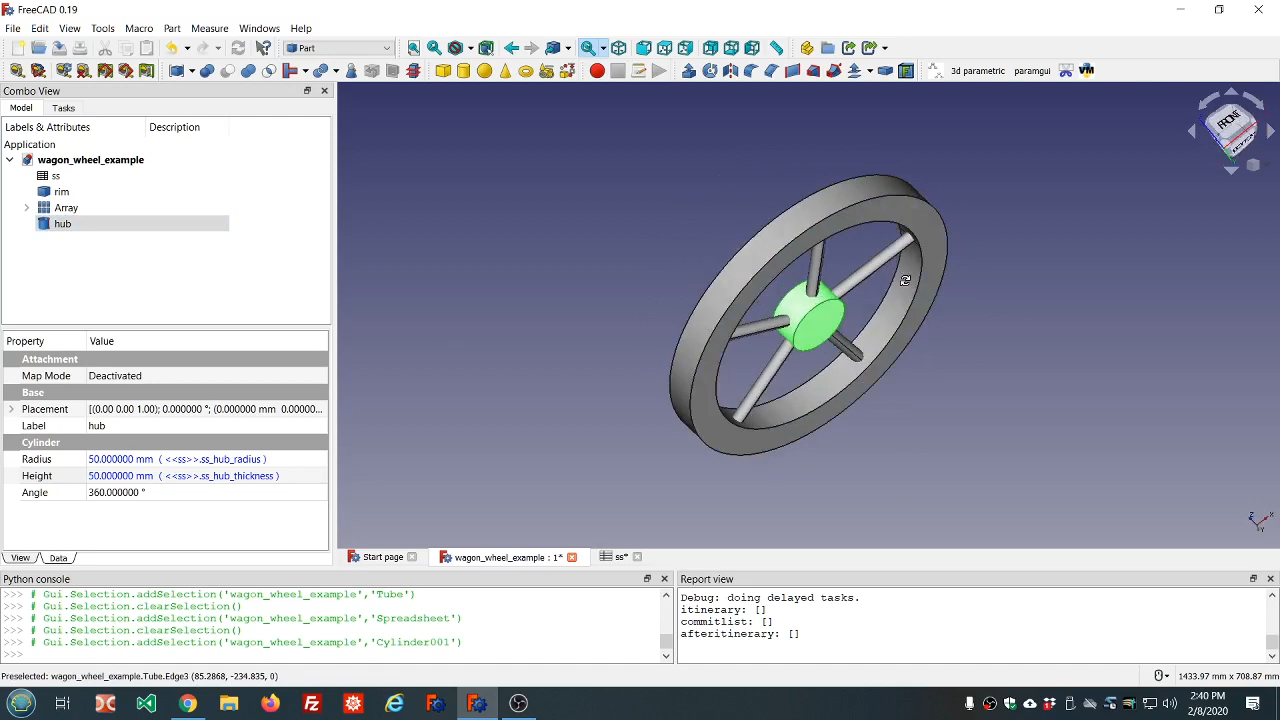 FreeCAD 0.19
File Edit View Tools Macro Part Measure Windows Help
Part
3d parametric paramgui
Combo View
Model Tasks
Labels & Attributes Description
Application
wagon_wheel_example
ss
rim
Array
hub
FRONT
Property Value
Attachment
Map Mode Deactivated
Base
Placement [(0.00 0.00 1.00); 0.000000 °; (0.000000 mm 0.00000...
Label hub
Cylinder
Radius 50.000000 mm ( <<ss>>.ss_hub_radius )
Height 50.000000 mm ( <<ss>>.ss_hub_thickness )
Angle 360.000000 °
View Data
Start page wagon_wheel_example : 1* ss*
Python console
>>> # Gui.Selection.addSelection('wagon_wheel_example','Tube')
>>> # Gui.Selection.clearSelection()
>>> # Gui.Selection.addSelection('wagon_wheel_example','Spreadsheet')
>>> # Gui.Selection.clearSelection()
>>> # Gui.Selection.addSelection('wagon_wheel_example','Cylinder001')
>>>
Report view
Debug: doing delayed tasks.
itinerary: []
commitlist: []
afteritinerary: []
Preselected: wagon_wheel_example.Tube.Edge3 (85.2868, -234.835, 0)
1433.97 mm x 708.87 mm
2:40 PM
2/8/2020